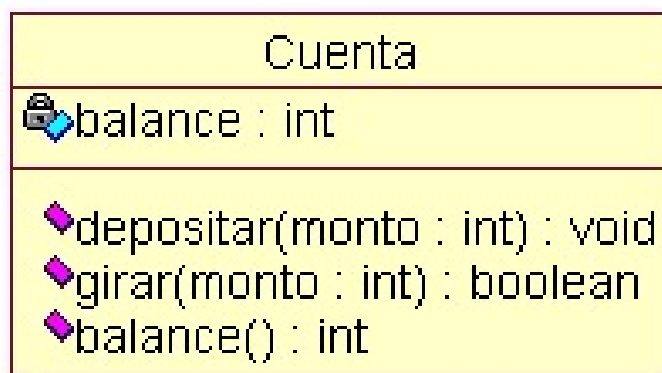 Cuenta
balance : int
depositar(monto : int) : void
girar(monto : int) : boolean
balance() : int